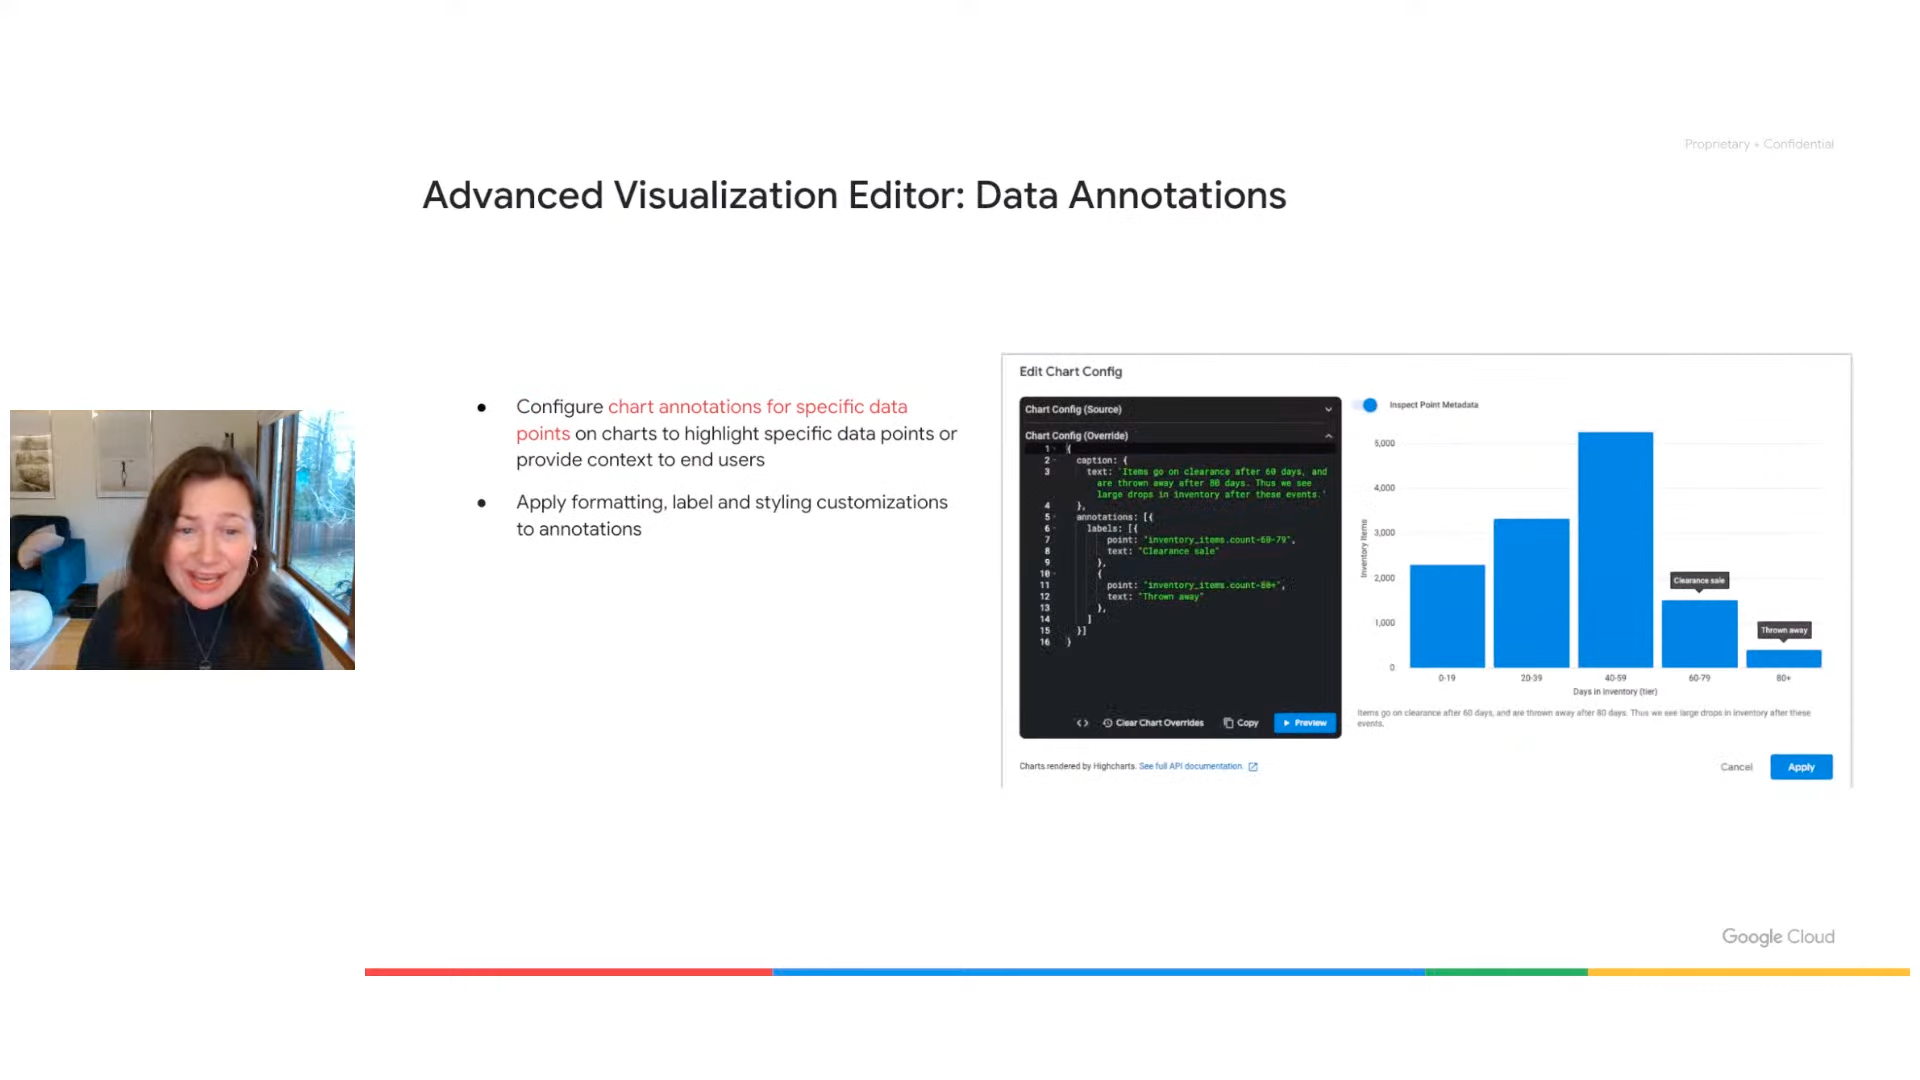 Proprietary + Confidential
Advanced Visualization Editor: Data Annotations
Configure chart annotations for specific data
points on charts to highlight specific data points or
provide context to end users
Apply formatting, label and styling customizations
to annotations
Edit Chart Config
Chart Config (Source)
Chart Config (Override)
1 {
2 caption: {
3 text: 'Items go on clearance after 60 days, and
are thrown away after 80 days. Thus we see
large drops in inventory after these events.'
4 },
5 annotations: [{
6 labels: [{
7 point: "inventory_items.count-60-79",
8 text: "Clearance sale"
9 },
10 {
11 point: "inventory_items.count-80+",
12 text: "Thrown away"
13 },
14 ]
15 }]
16 }
<> Clear Chart Overrides Copy Preview
Charts rendered by Highcharts. See full API documentation.
Inspect Point Metadata
Inventory Items
5,000
4,000
3,000
2,000
1,000
0
Clearance sale
Thrown away
0-19 20-39 40-59 60-79 80+
Days in Inventory (tier)
Items go on clearance after 60 days, and are thrown away after 80 days. Thus we see large drops in inventory after these
events.
Cancel Apply
Google Cloud